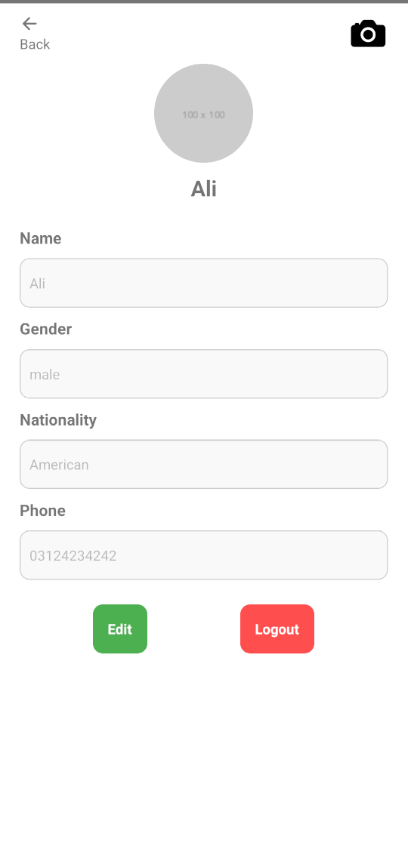 Back
100 x 100
Ali
Name
Ali
Gender
male
Nationality
American
Phone
03124234242
Edit
Logout